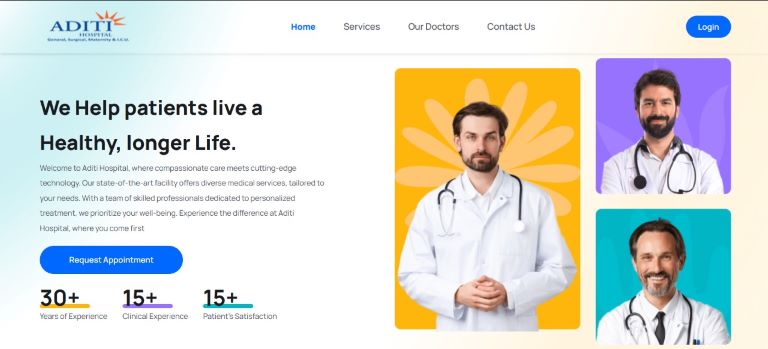 ADITI
HOSPITAL
General, Surgical, Maternity & I.C.U.
Home
Services
Our Doctors
Contact Us
Login
We Help patients live a
Healthy, longer Life.
Welcome to Aditi Hospital, where compassionate care meets cutting-edge
technology. Our state-of-the-art facility offers diverse medical services, tailored to
your needs. With a team of skilled professionals dedicated to personalized
treatment, we prioritize your well-being. Experience the difference at Aditi
Hospital, where you come first
Request Appointment
30+
Years of Experience
15+
Clinical Experience
15+
Patient's Satisfaction